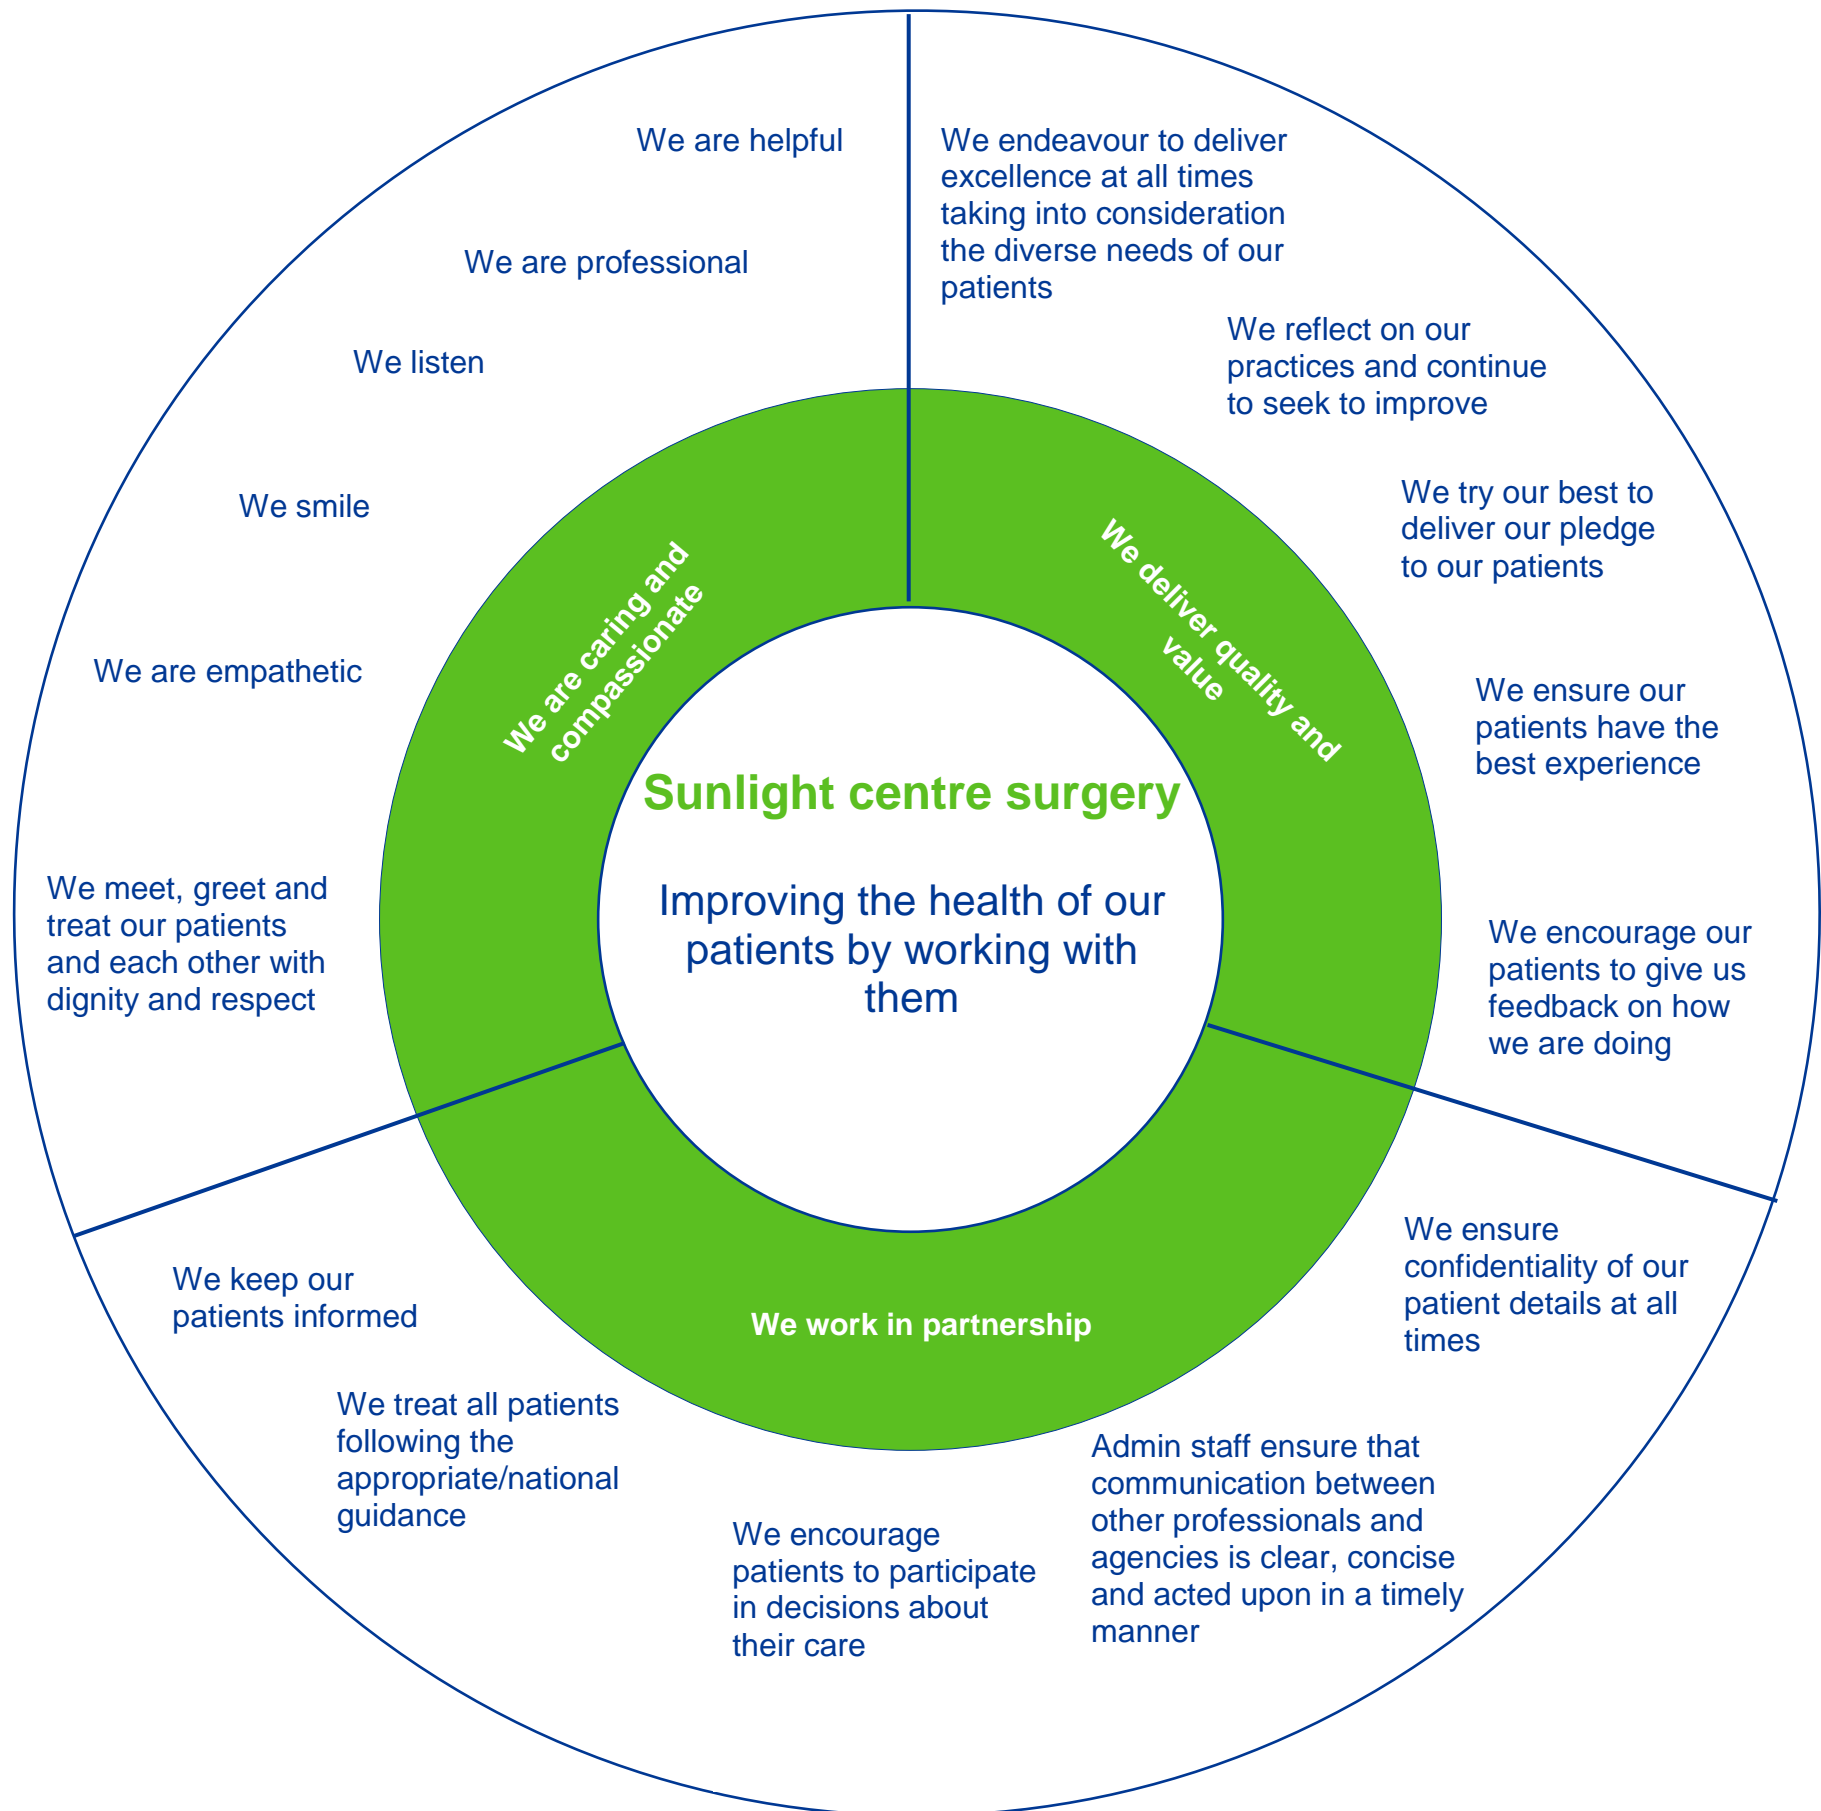 We are helpful
We are professional
We listen
We smile
We are empathetic
We meet, greet and
treat our patients
and each other with
dignity and respect
We endeavour to deliver
excellence at all times
taking into consideration
the diverse needs of our
patients
We reflect on our
practices and continue
to seek to improve
We try our best to
deliver our pledge
to our patients
We ensure our
patients have the
best experience
We encourage our
patients to give us
feedback on how
we are doing
We are caring and
compassionate
We deliver quality and
value
Sunlight centre surgery
Improving the health of our
patients by working with
them
We work in partnership
We keep our
patients informed
We treat all patients
following the
appropriate/national
guidance
We encourage
patients to participate
in decisions about
their care
Admin staff ensure that
communication between
other professionals and
agencies is clear, concise
and acted upon in a timely
manner
We ensure
confidentiality of our
patient details at all
times